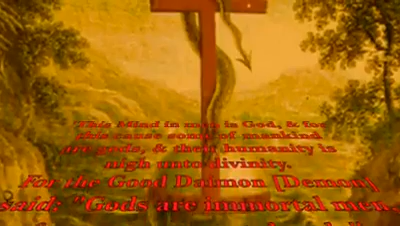 This Mind in men is God, & for
this cause some of mankind
are gods, & their humanity is
nigh unto divinity.
For the Good Daimon [Demon]
said: "Gods are immortal men,